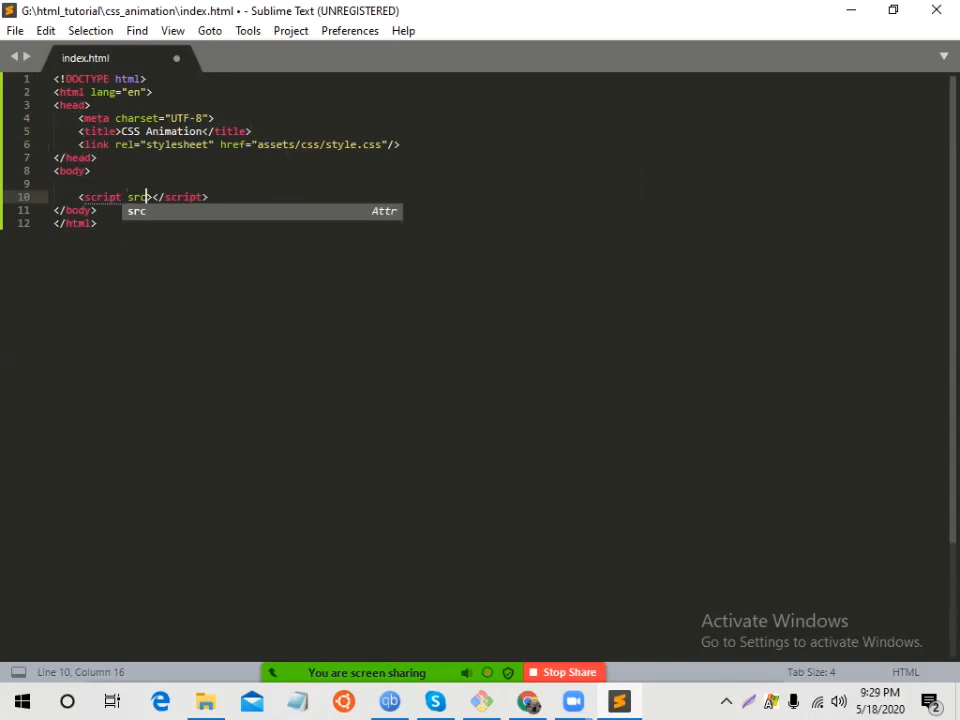 G:\html_tutorial\css_animation\index.html • - Sublime Text (UNREGISTERED)
File Edit Selection Find View Goto Tools Project Preferences Help
index.html
1 <!DOCTYPE html>
2 <html lang="en">
3 <head>
4 <meta charset="UTF-8">
5 <title>CSS Animation</title>
6 <link rel="stylesheet" href="assets/css/style.css"/>
7 </head>
8 <body>
9
10 <script src></script>
src Attr
11 </body>
12 </html>
Activate Windows
Go to Settings to activate Windows.
Line 10, Column 16 You are screen sharing Stop Share Tab Size: 4 HTML
9:29 PM
5/18/2020
2